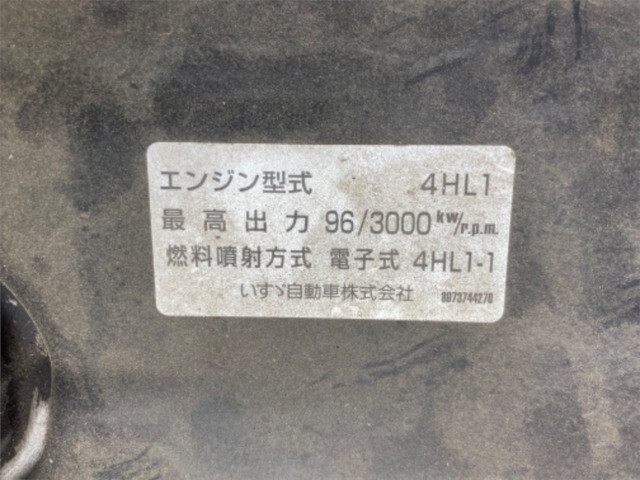 エンジン型式 4HL1
最高出力 96/3000 kw/r.p.m.
燃料噴射方式 電子式 4HL1-1
いすゞ自動車株式会社 8973744270